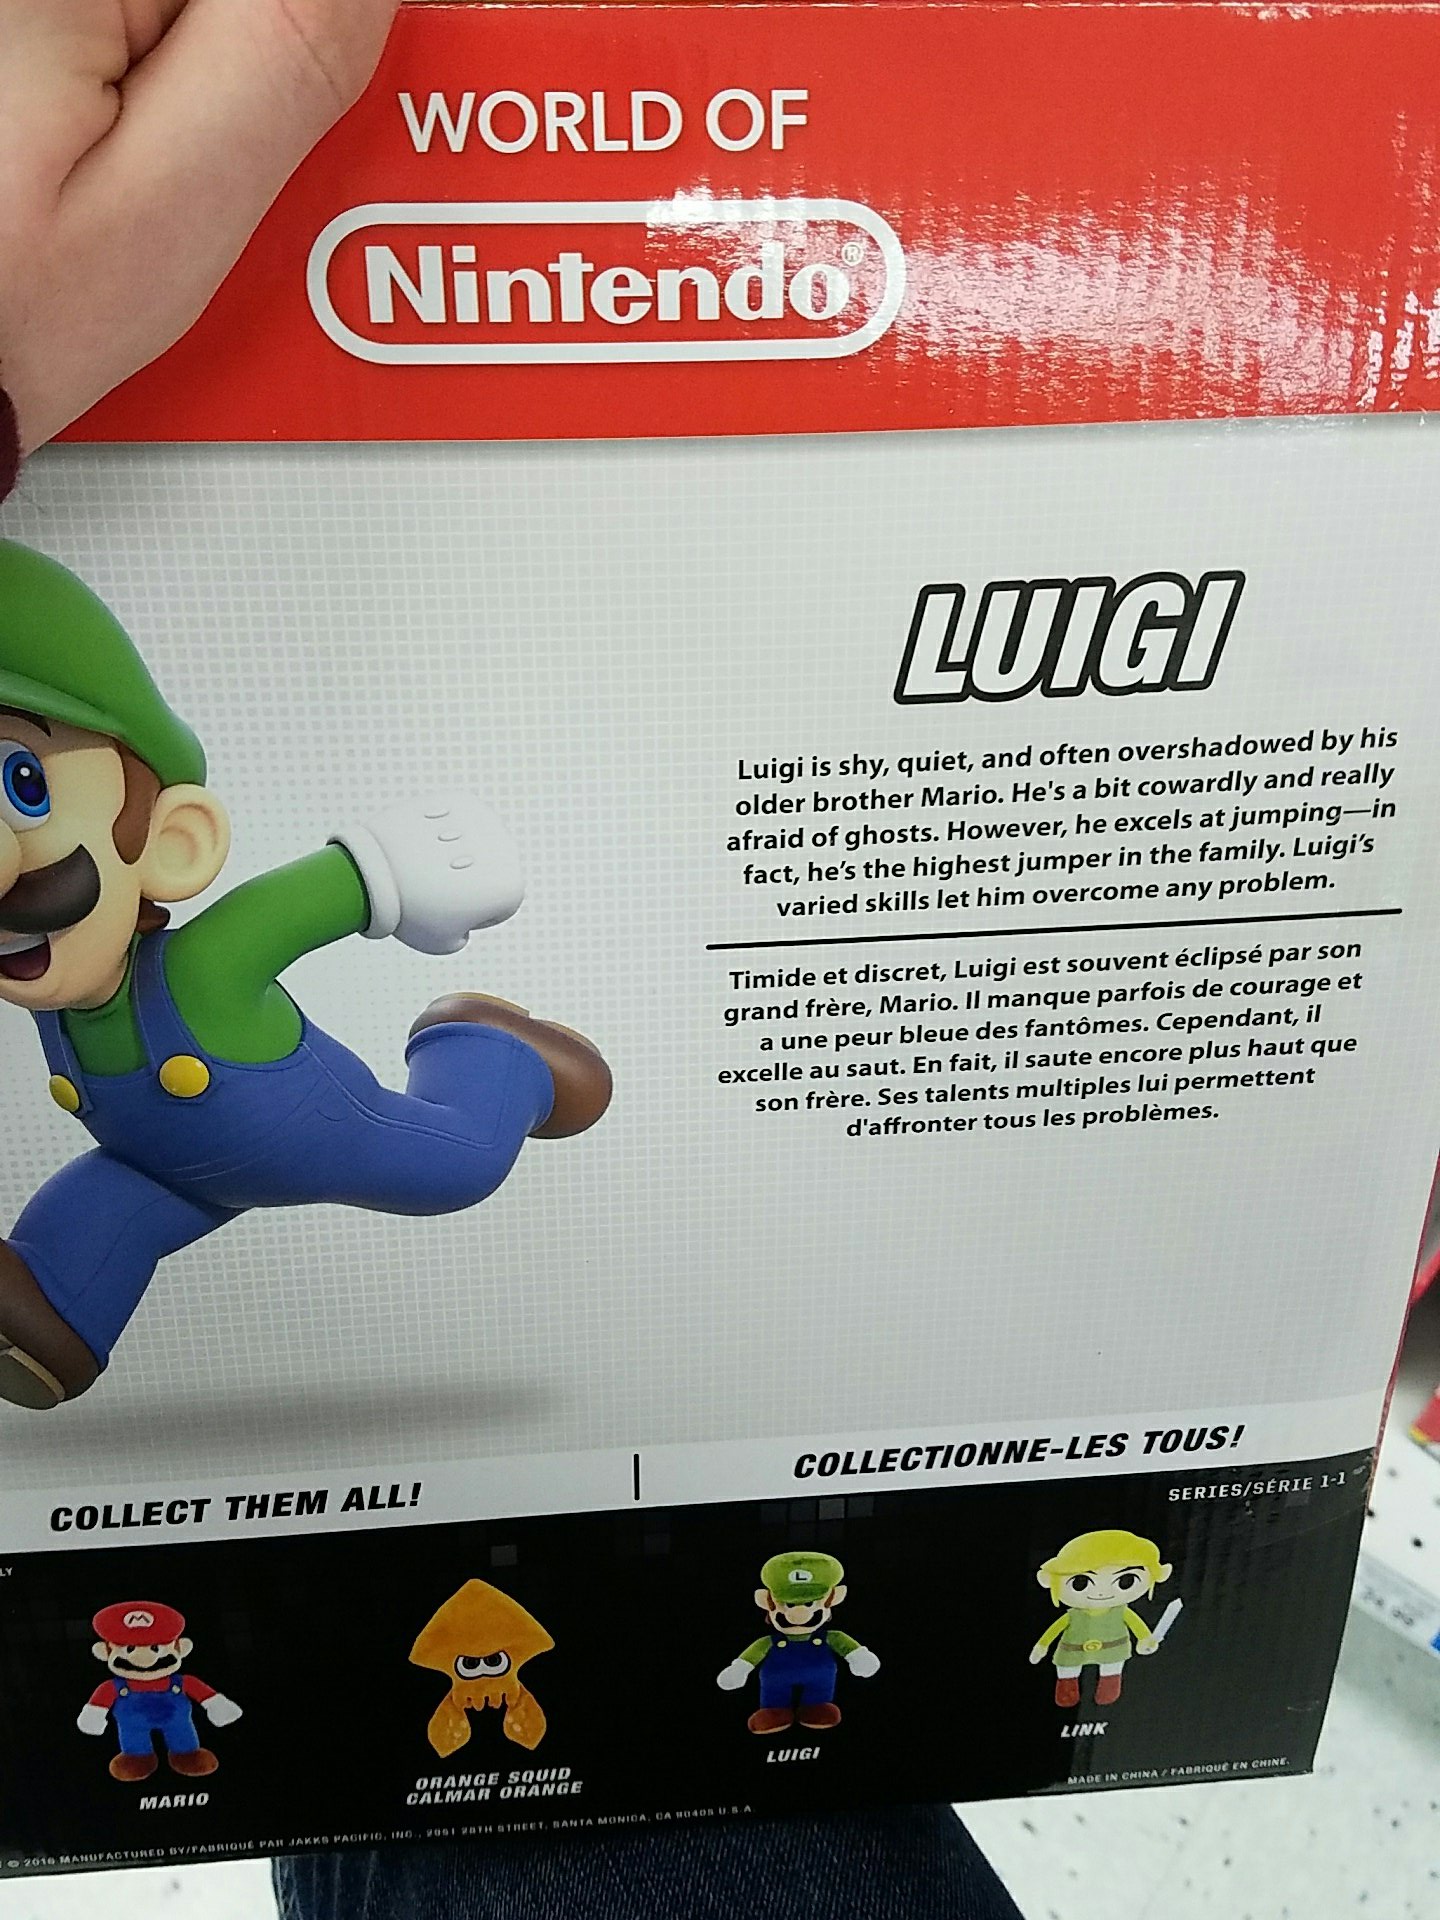 WORLD OF
Nintendo®
LUIGI
Luigi is shy, quiet, and often overshadowed by his
older brother Mario. He's a bit cowardly and really
afraid of ghosts. However, he excels at jumping—in
fact, he's the highest jumper in the family. Luigi's
varied skills let him overcome any problem.
Timide et discret, Luigi est souvent éclipsé par son
grand frère, Mario. Il manque parfois de courage et
a une peur bleue des fantômes. Cependant, il
excelle au saut. En fait, il saute encore plus haut que
son frère. Ses talents multiples lui permettent
d'affronter tous les problèmes.
COLLECT THEM ALL!
COLLECTIONNE-LES TOUS!
SERIES/SÉRIE 1-1
LY
M
L
MARIO
ORANGE SQUID
CALMAR ORANGE
LUIGI
LINK
MADE IN CHINA / FABRIQUÉ EN CHINE.
© 2016 MANUFACTURED BY/FABRIQUÉ PAR JAKKS PACIFIC, INC., 2951 28TH STREET, SANTA MONICA, CA 90405 U.S.A.